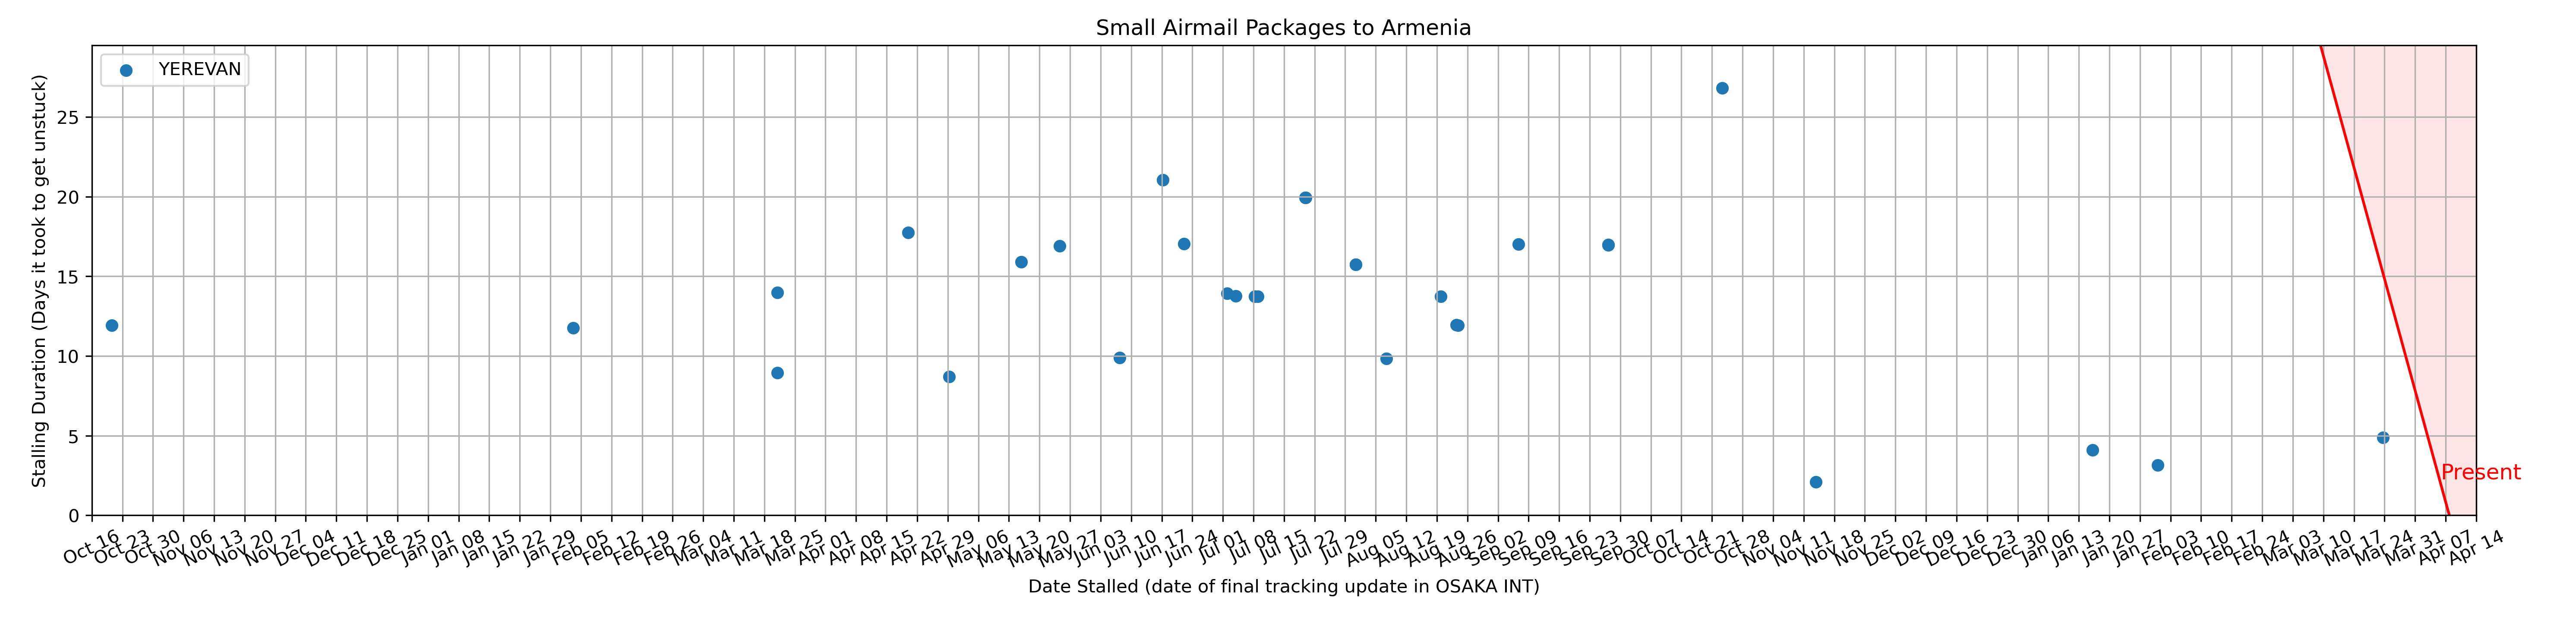 Small Airmail Packages to Armenia
YEREVAN
Stalling Duration (Days it took to get unstuck)
25
20
15
10
5
0
Present
Oct 16 Oct 23 Oct 30 Nov 06 Nov 13 Nov 20 Nov 27 Dec 04 Dec 11 Dec 18 Dec 25 Jan 01 Jan 08 Jan 15 Jan 22 Jan 29 Feb 05 Feb 12 Feb 19 Feb 26 Mar 04 Mar 11 Mar 18 Mar 25 Apr 01 Apr 08 Apr 15 Apr 22 Apr 29 May 06 May 13 May 20 May 27 Jun 03 Jun 10 Jun 17 Jun 24 Jul 01 Jul 08 Jul 15 Jul 22 Jul 29 Aug 05 Aug 12 Aug 19 Aug 26 Sep 02 Sep 09 Sep 16 Sep 23 Sep 30 Oct 07 Oct 14 Oct 21 Oct 28 Nov 04 Nov 11 Nov 18 Nov 25 Dec 02 Dec 09 Dec 16 Dec 23 Dec 30 Jan 06 Jan 13 Jan 20 Jan 27 Feb 03 Feb 10 Feb 17 Feb 24 Mar 03 Mar 10 Mar 17 Mar 24 Mar 31 Apr 07 Apr 14
Date Stalled (date of final tracking update in OSAKA INT)